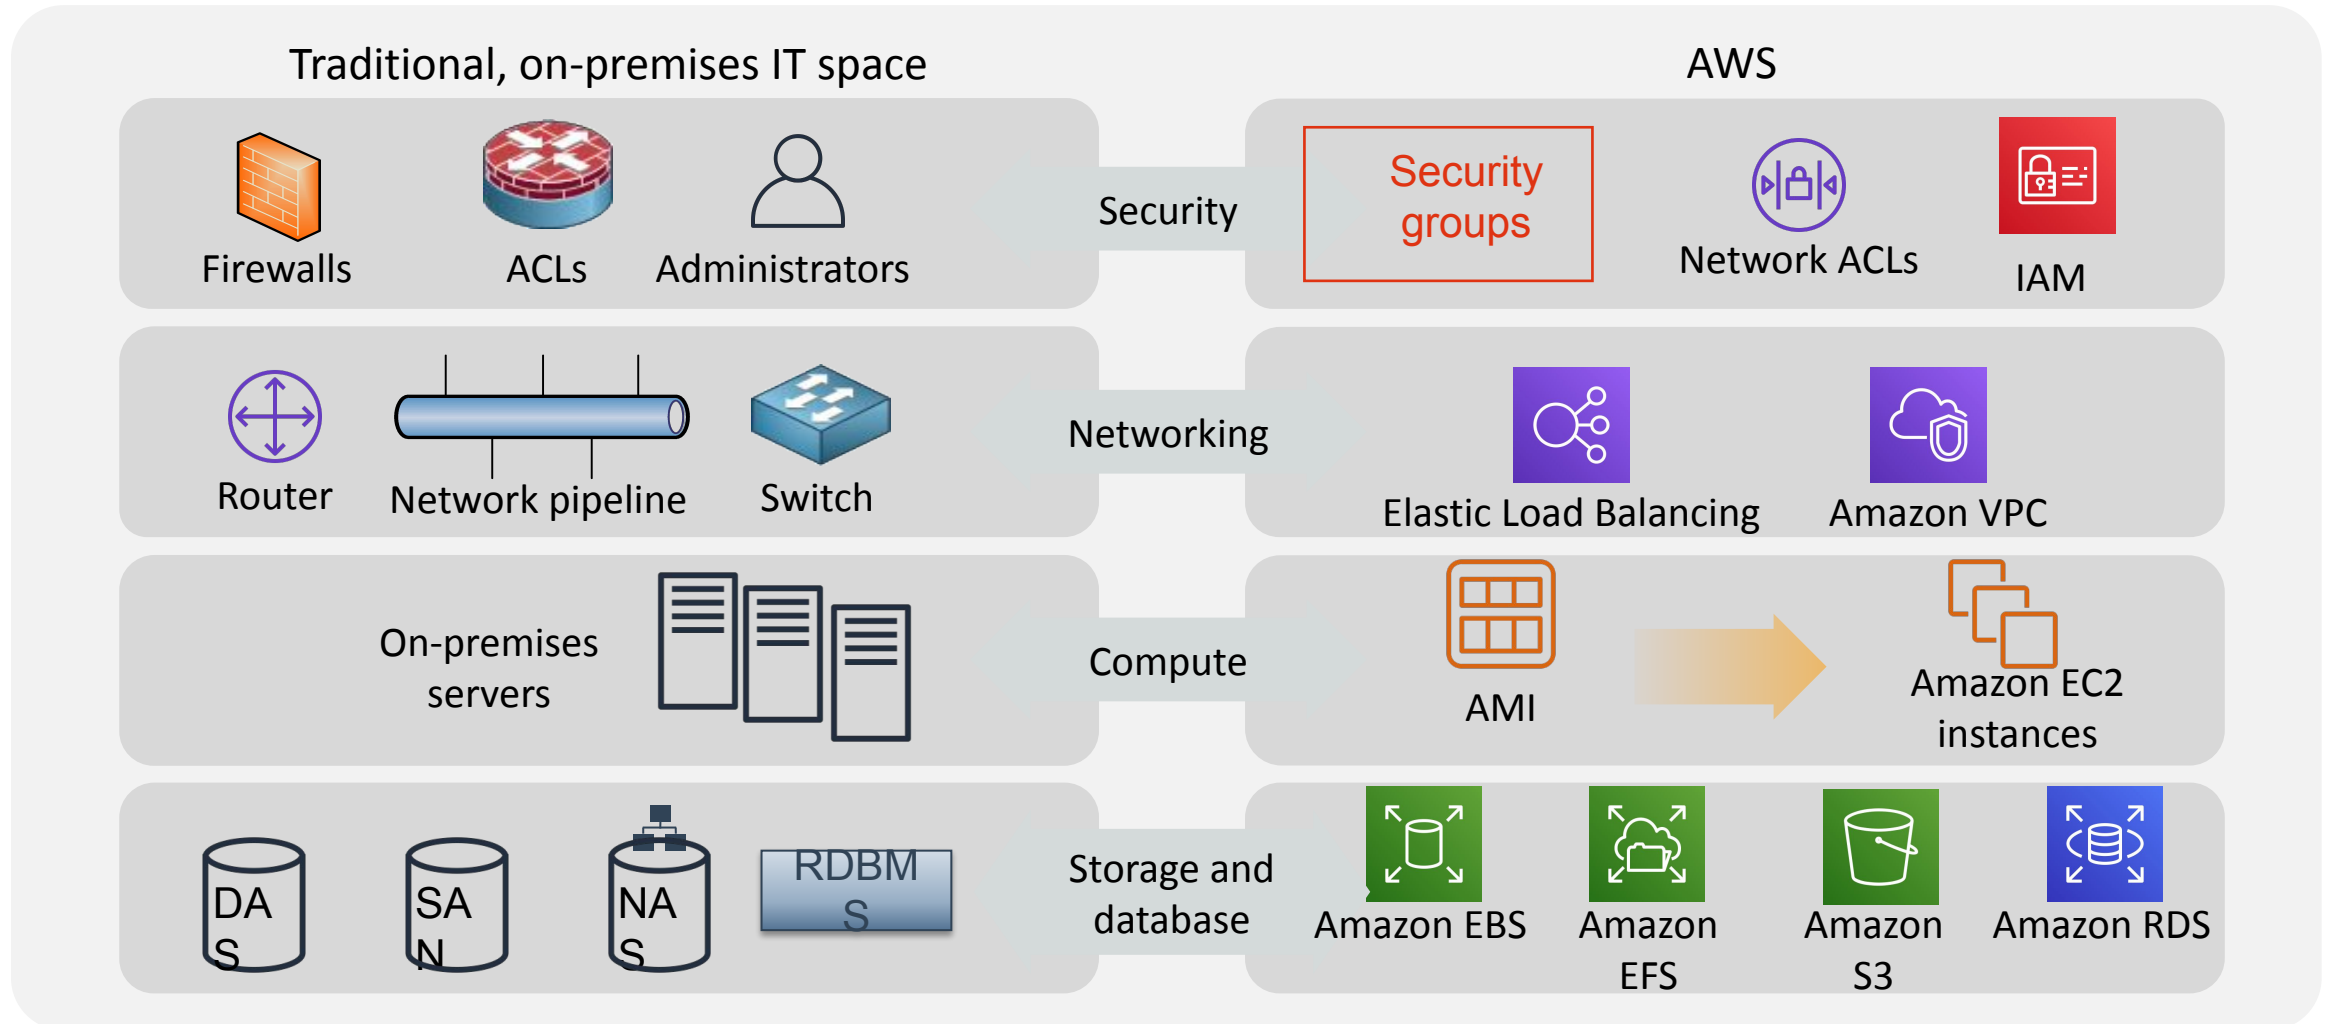 Traditional, on-premises IT space
AWS
Firewalls
ACLs
Administrators
Security
Security
groups
Network ACLs
IAM
Router
Network pipeline
Switch
Networking
Elastic Load Balancing
Amazon VPC
On-premises
servers
Compute
AMI
Amazon EC2
instances
DA
S
SA
N
NA
S
RDBM
S
Storage and
database
Amazon EBS
Amazon
EFS
Amazon
S3
Amazon RDS